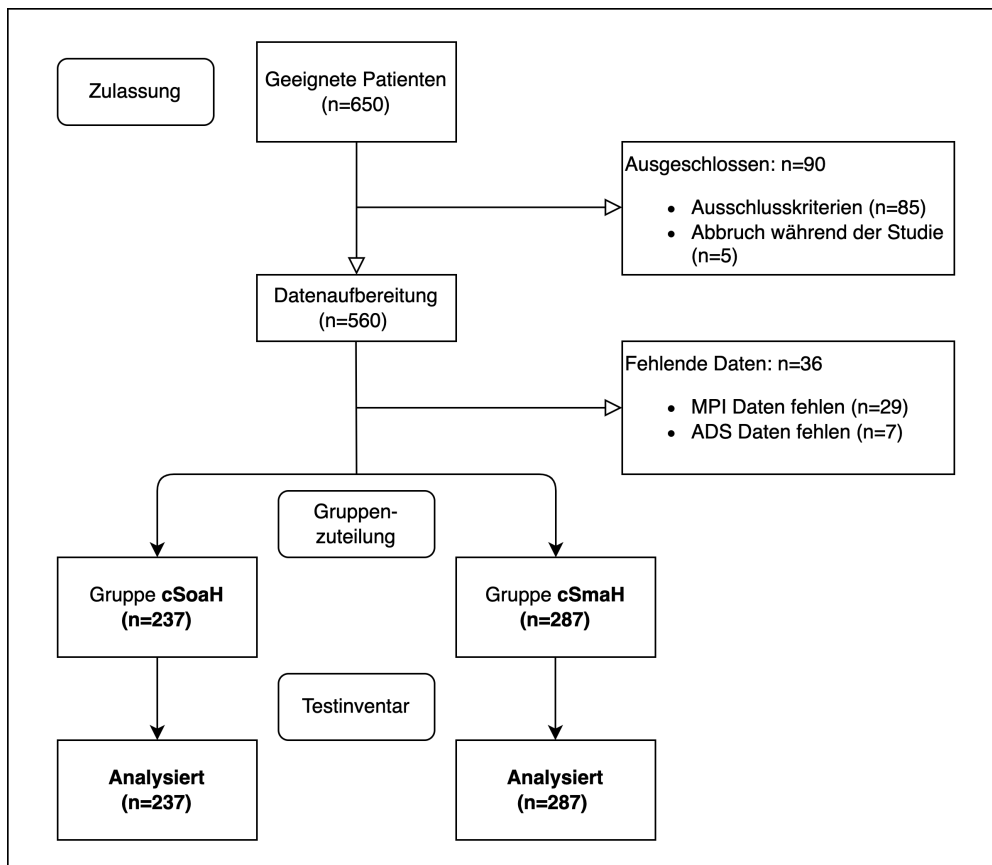 Zulassung
Geeignete Patienten
(n=650)
Ausgeschlossen: n=90
• Ausschlusskriterien (n=85)
• Abbruch während der Studie
(n=5)
Datenaufbereitung
(n=560)
Fehlende Daten: n=36
• MPI Daten fehlen (n=29)
• ADS Daten fehlen (n=7)
Gruppen-
zuteilung
Gruppe cSoaH
(n=237)
Gruppe cSmaH
(n=287)
Testinventar
Analysiert
(n=237)
Analysiert
(n=287)